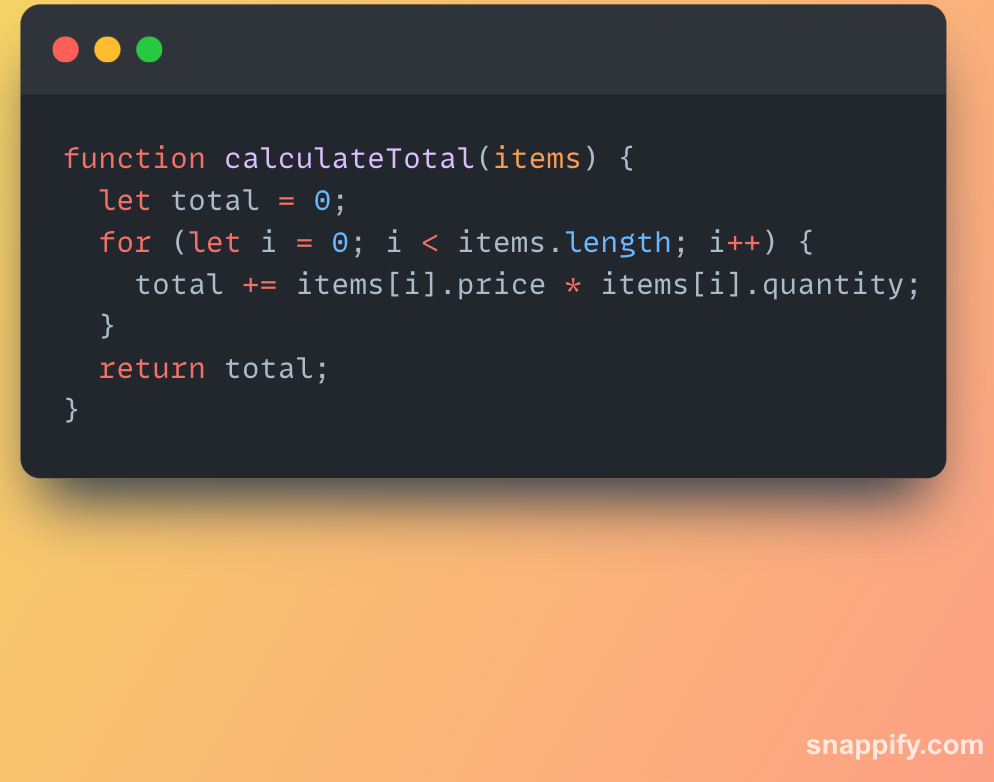 function calculateTotal(items) {
  let total = 0;
  for (let i = 0; i < items.length; i++) {
    total += items[i].price * items[i].quantity;
  }
  return total;
}
snappify.com